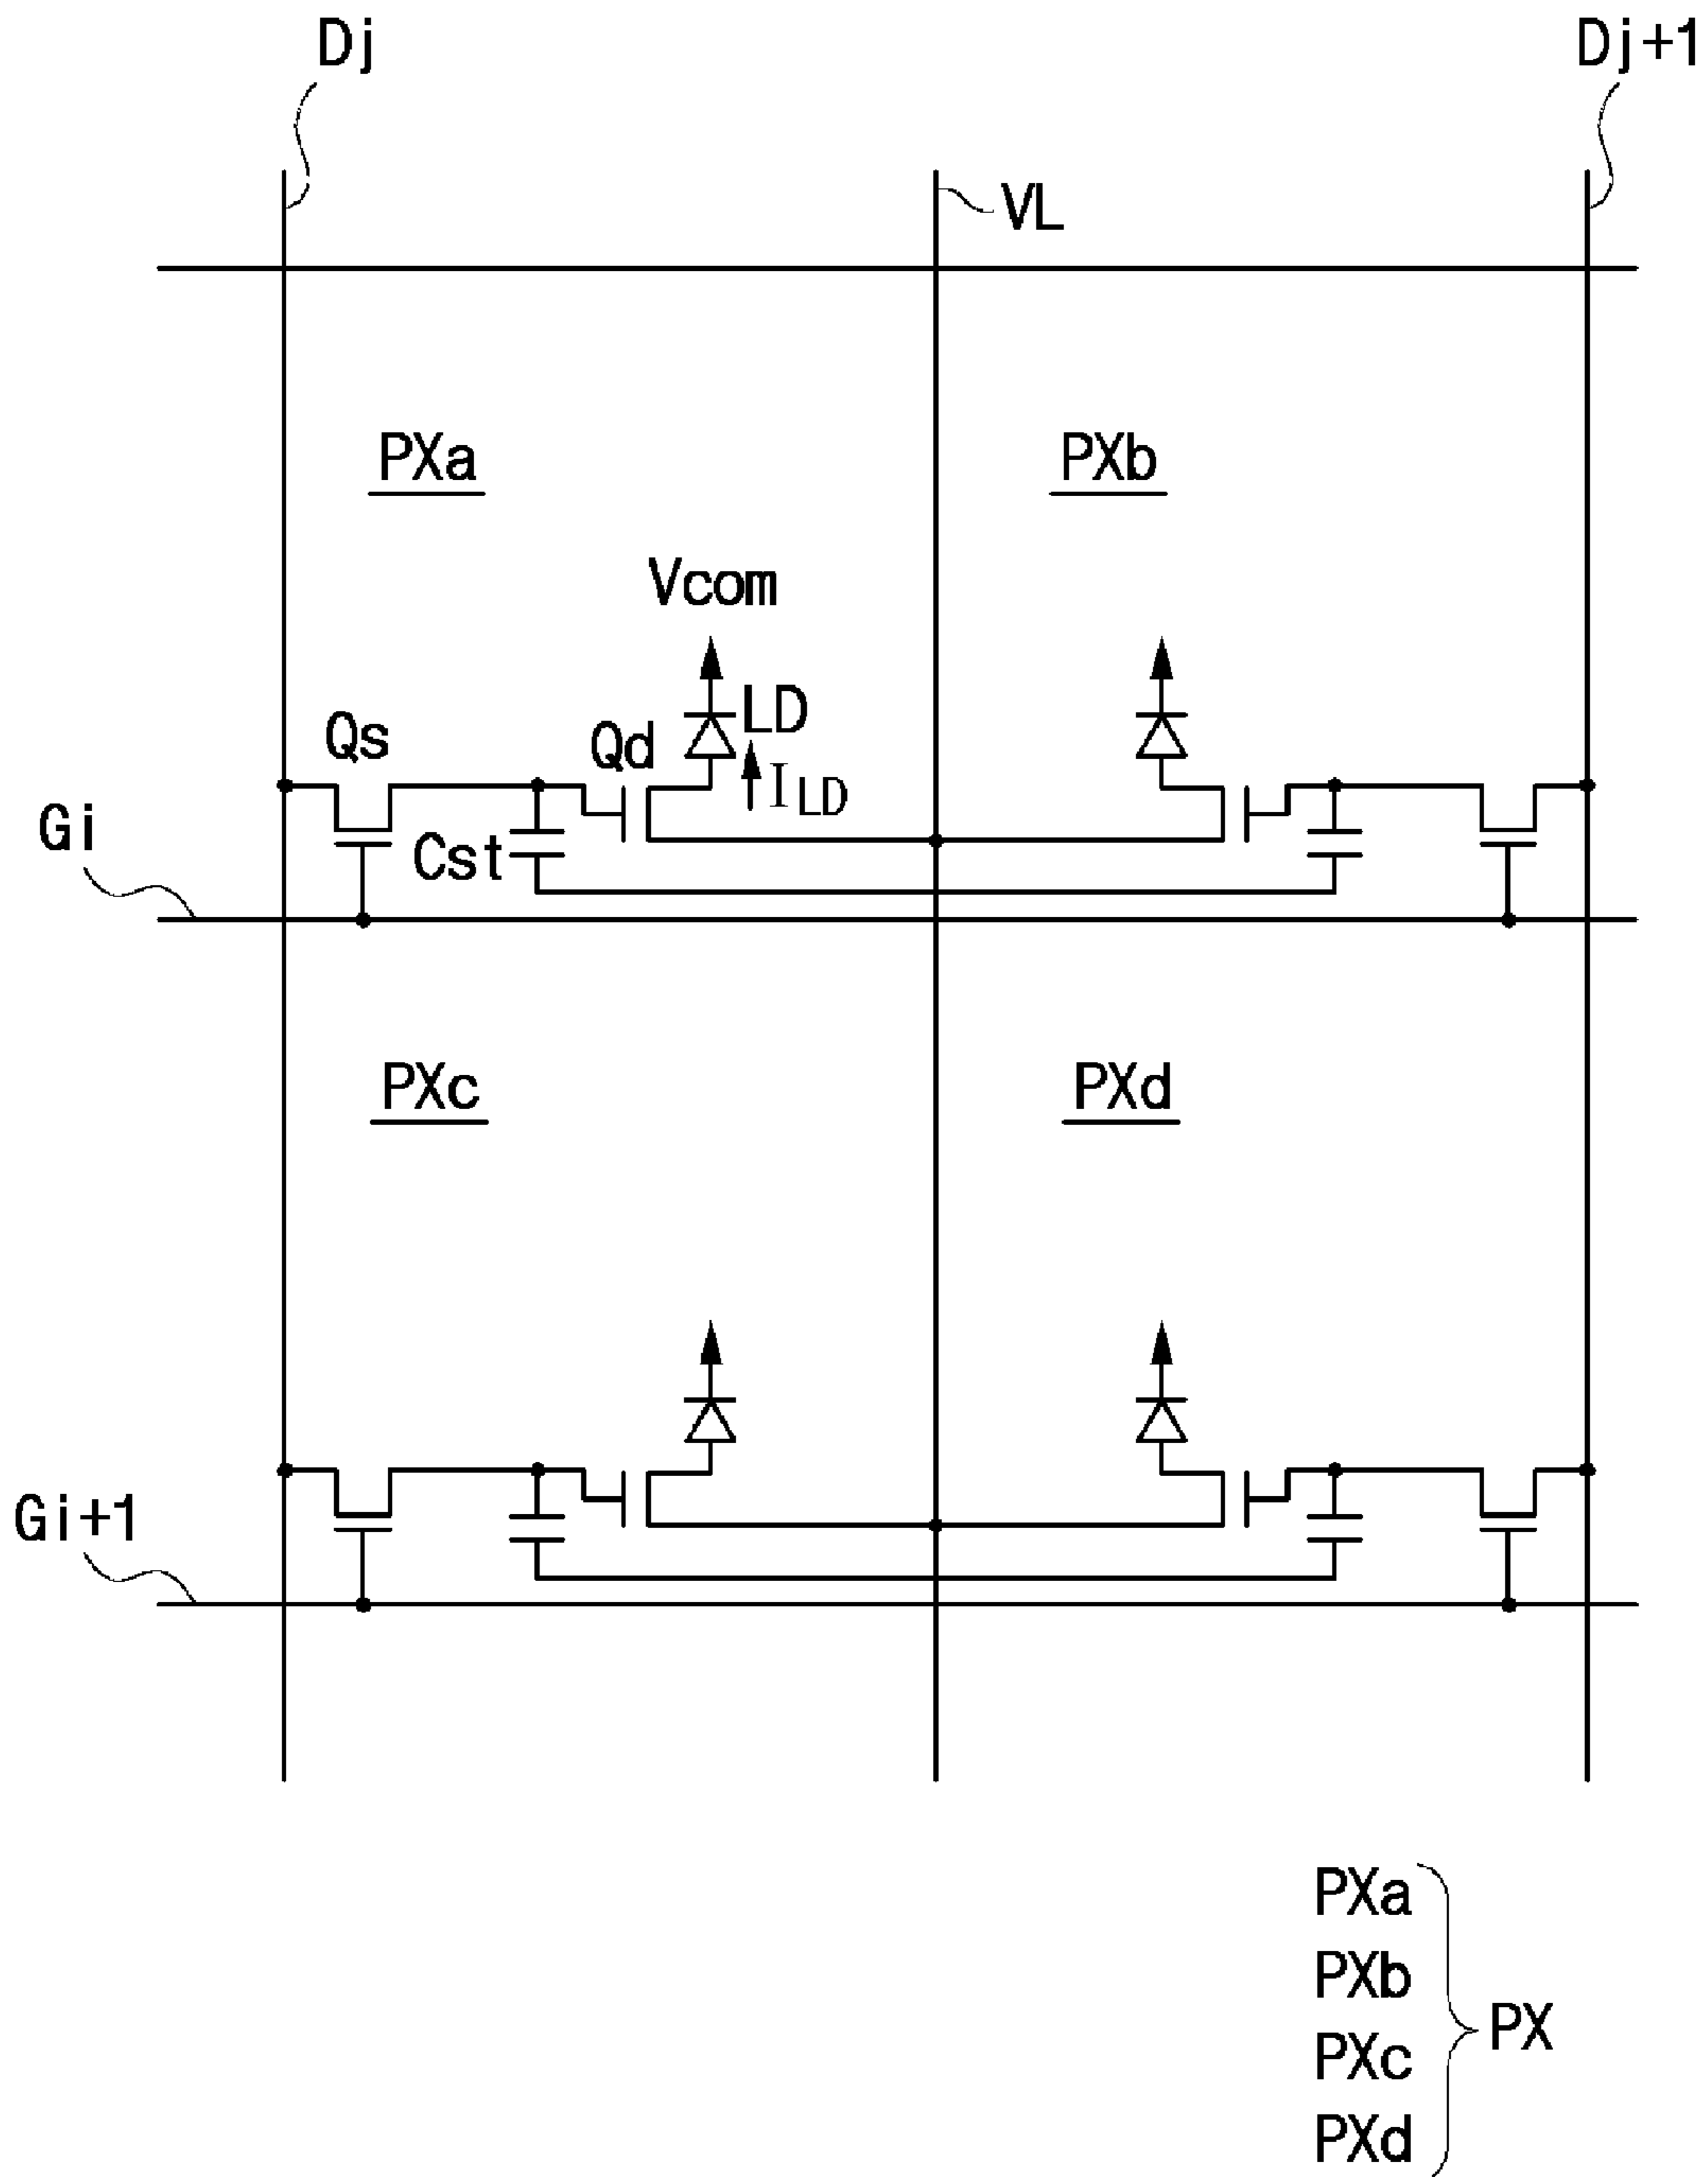 Dj
Dj+1
VL
PXa
PXb
Vcom
LD
Qs
Qd
ILD
Gi
Cst
PXc
PXd
Gi+1
PXa
PXb
PX
PXc
PXd